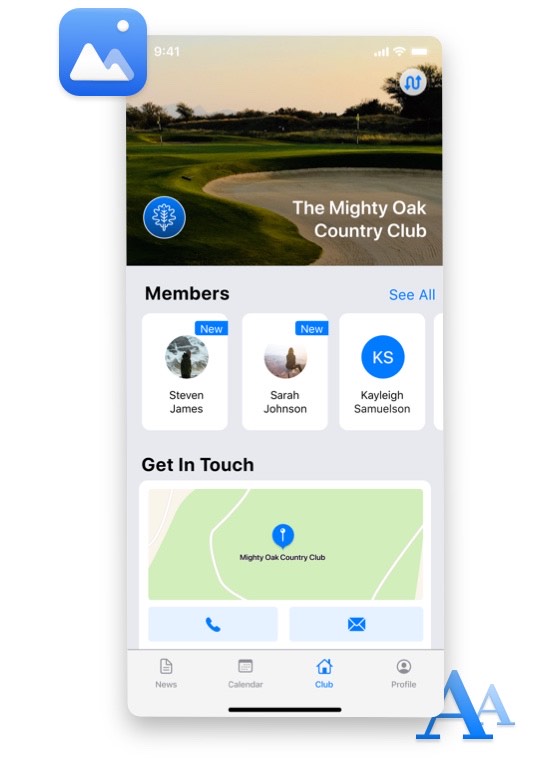 9:41
The Mighty Oak
Country Club
Members
See All
New
New
Steven
James
Sarah
Johnson
KS
Kayleigh
Samuelson
Get In Touch
Mighty Oak Country Club
News
Calendar
Club
Profile
AA